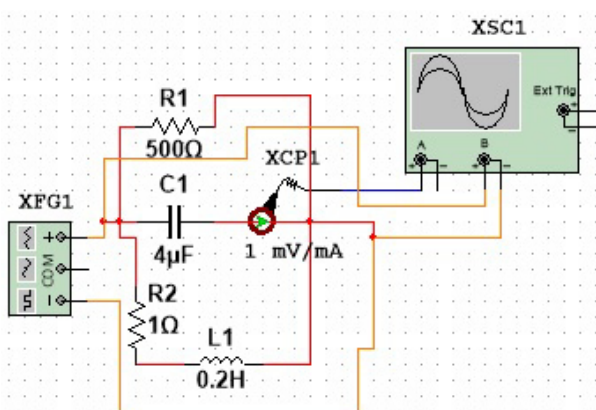 XSC1
Ext Trig
+
−
A
B
+ − + −
R1
500Ω
XCP1
C1
4µF
1 mV/mA
XFG1
+
COM
−
R2
1Ω
L1
0.2H